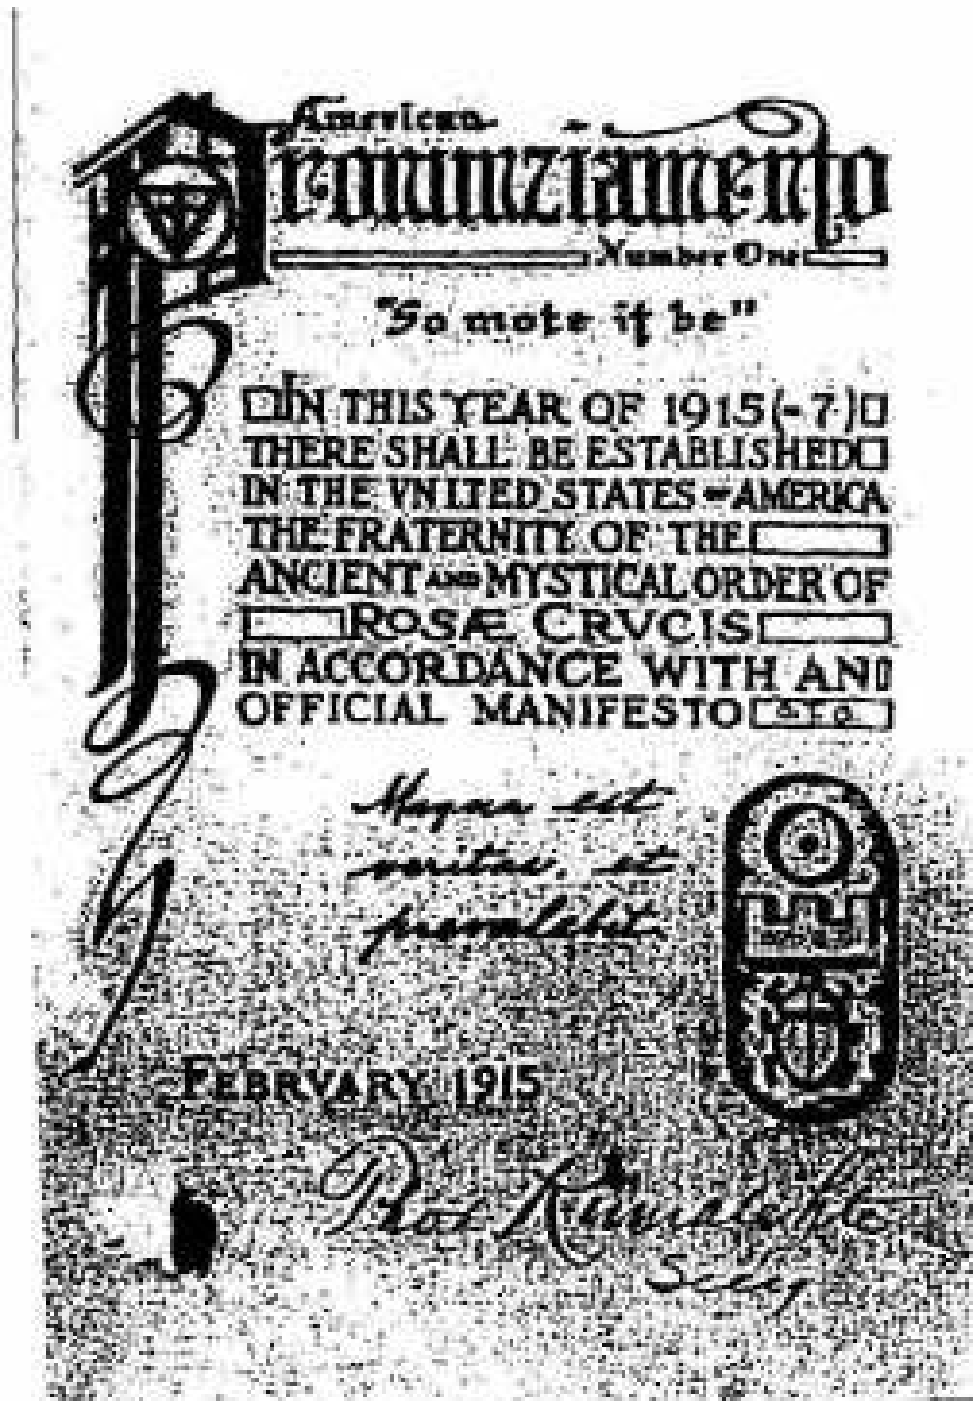 American
Pronunziamento
Number One
"So mote it be"
IN THIS YEAR OF 1915 (-7)
THERE SHALL BE ESTABLISHED
IN THE VNITED STATES OF AMERICA
THE FRATERNITY OF THE
ANCIENT AND MYSTICAL ORDER OF
ROSÆ CRVCIS
IN ACCORDANCE WITH AN
OFFICIAL MANIFESTO
Magna est
veritas, et
prævalebit
FEBRVARY, 1915